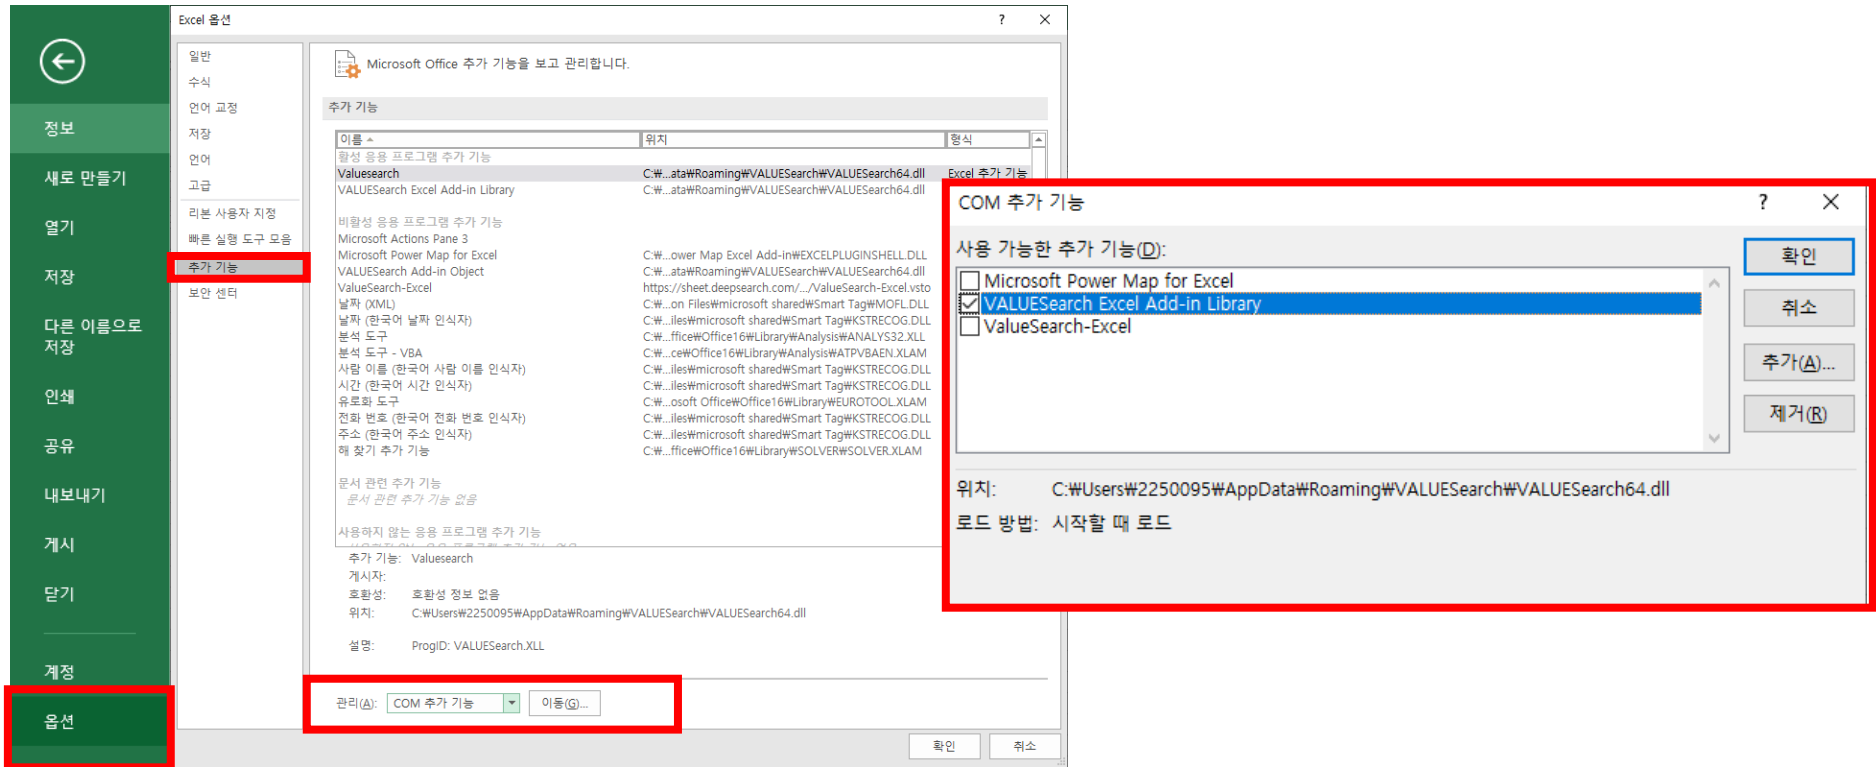 정보
새로 만들기
열기
저장
다른 이름으로
저장
인쇄
공유
내보내기
게시
닫기
계정
옵션
Excel 옵션
?
일반
수식
언어 교정
저장
언어
고급
리본 사용자 지정
빠른 실행 도구 모음
추가 기능
보안 센터
Microsoft Office 추가 기능을 보고 관리합니다.
추가 기능
이름 위치 형식
활성 응용 프로그램 추가 기능
Valuesearch C:₩...ata₩Roaming₩VALUESearch₩VALUESearch64.dll Excel 추가 기능
VALUESearch Excel Add-in Library C:₩...ata₩Roaming₩VALUESearch₩VALUESearch64.dll
비활성 응용 프로그램 추가 기능
Microsoft Actions Pane 3
Microsoft Power Map for Excel C:₩...ower Map Excel Add-in₩EXCELPLUGINSHELL.DLL
VALUESearch Add-in Object C:₩...ata₩Roaming₩VALUESearch₩VALUESearch64.dll
ValueSearch-Excel https://sheet.deepsearch.com/.../ValueSearch-Excel.vsto
날짜 (XML) C:₩...on Files₩microsoft shared₩Smart Tag₩MOFL.DLL
날짜 (한국어 날짜 인식자) C:₩...iles₩microsoft shared₩Smart Tag₩KSTRECOG.DLL
분석 도구 C:₩...ffice₩Office16₩Library₩Analysis₩ANALYS32.XLL
분석 도구 - VBA C:₩...ce₩Office16₩Library₩Analysis₩ATPVBAEN.XLAM
사람 이름 (한국어 사람 이름 인식자) C:₩...iles₩microsoft shared₩Smart Tag₩KSTRECOG.DLL
시간 (한국어 시간 인식자) C:₩...iles₩microsoft shared₩Smart Tag₩KSTRECOG.DLL
유로화 도구 C:₩...osoft Office₩Office16₩Library₩EUROTOOL.XLAM
전화 번호 (한국어 전화 번호 인식자) C:₩...iles₩microsoft shared₩Smart Tag₩KSTRECOG.DLL
주소 (한국어 주소 인식자) C:₩...iles₩microsoft shared₩Smart Tag₩KSTRECOG.DLL
해 찾기 추가 기능 C:₩...ffice₩Office16₩Library₩SOLVER₩SOLVER.XLAM
문서 관련 추가 기능
문서 관련 추가 기능 없음
사용하지 않는 응용 프로그램 추가 기능
추가 기능: Valuesearch
게시자:
호환성: 호환성 정보 없음
위치: C:₩Users₩2250095₩AppData₩Roaming₩VALUESearch₩VALUESearch64.dll
설명: ProgID: VALUESearch.XLL
관리(A): COM 추가 기능 이동(G)...
확인 취소
COM 추가 기능 ?
사용 가능한 추가 기능(D):
Microsoft Power Map for Excel
VALUESearch Excel Add-in Library
ValueSearch-Excel
확인
취소
추가(A)...
제거(R)
위치: C:₩Users₩2250095₩AppData₩Roaming₩VALUESearch₩VALUESearch64.dll
로드 방법: 시작할 때 로드